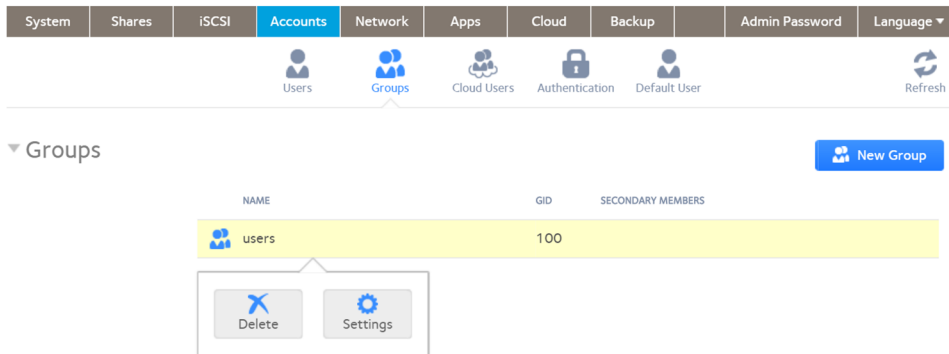 System Shares iSCSI Accounts Network Apps Cloud Backup Admin Password Language
Users Groups Cloud Users Authentication Default User Refresh
Groups
New Group
NAME GID SECONDARY MEMBERS
users 100
Delete Settings